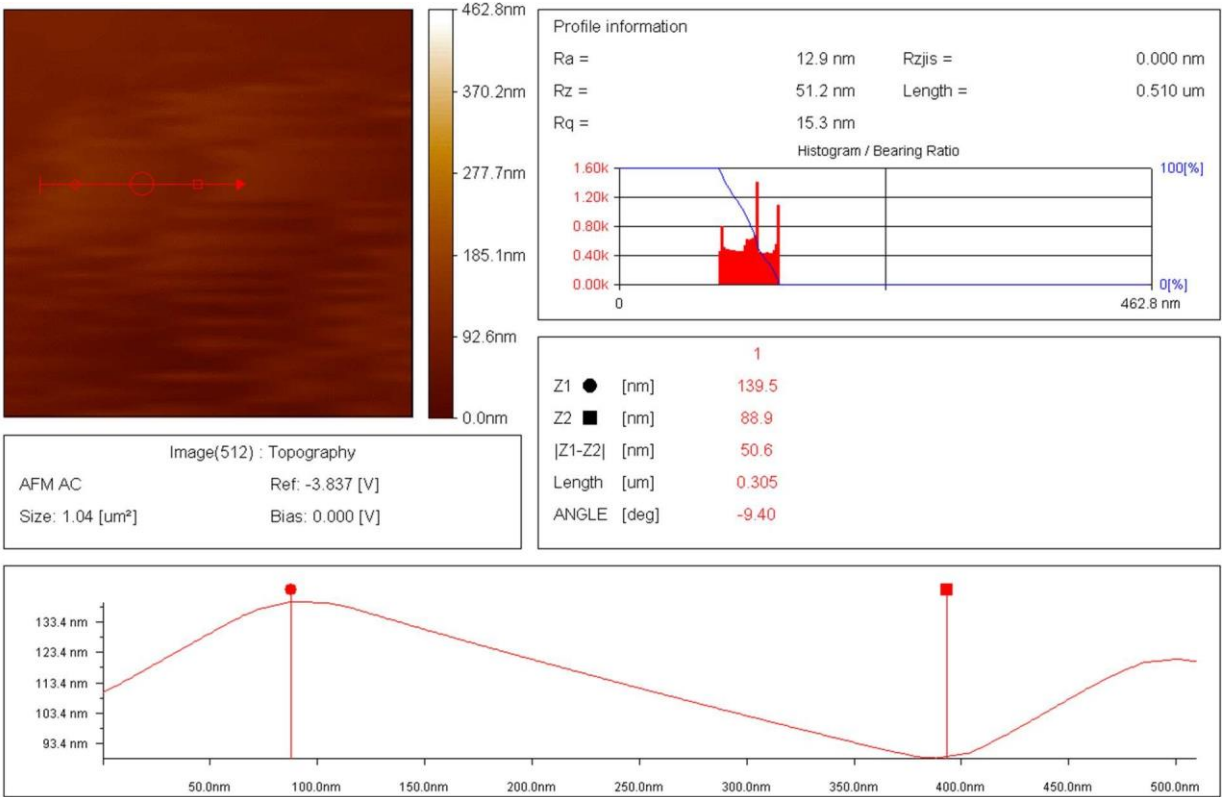 462.8nm
370.2nm
277.7nm
185.1nm
92.6nm
0.0nm
Profile information
Ra = 12.9 nm Rzjis = 0.000 nm
Rz = 51.2 nm Length = 0.510 um
Rq = 15.3 nm
Histogram / Bearing Ratio
1.60k 100[%]
1.20k
0.80k
0.40k
0.00k 0[%]
0 462.8 nm
Image(512) : Topography
AFM AC Ref: -3.837 [V]
Size: 1.04 [um²] Bias: 0.000 [V]
1
Z1 [nm] 139.5
Z2 [nm] 88.9
|Z1-Z2| [nm] 50.6
Length [um] 0.305
ANGLE [deg] -9.40
133.4 nm
123.4 nm
113.4 nm
103.4 nm
93.4 nm
50.0nm 100.0nm 150.0nm 200.0nm 250.0nm 300.0nm 350.0nm 400.0nm 450.0nm 500.0nm